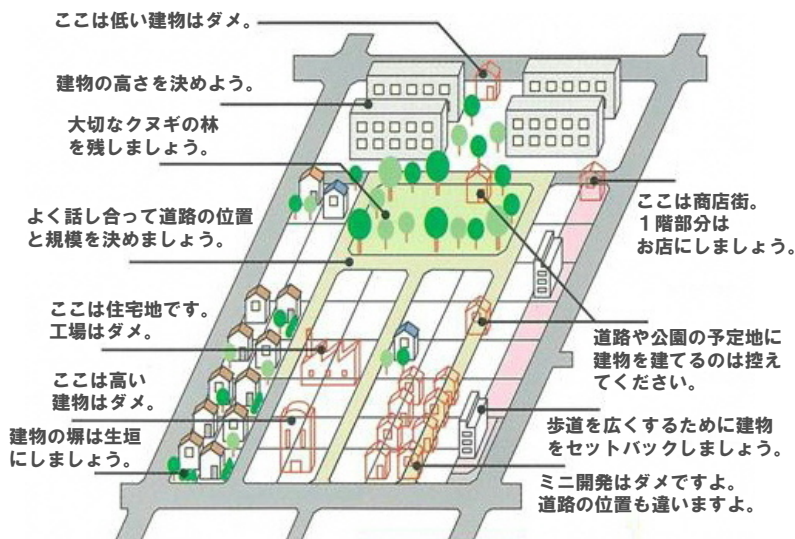 ここは低い建物はダメ。
建物の高さを決めよう。
大切なクヌギの林
を残しましょう。
よく話し合って道路の位置
と規模を決めましょう。
ここは住宅地です。
工場はダメ。
ここは高い
建物はダメ。
建物の塀は生垣
にしましょう。
ここは商店街。
１階部分は
お店にしましょう。
道路や公園の予定地に
建物を建てるのは控え
てください。
歩道を広くするために建物
をセットバックしましょう。
ミニ開発はダメですよ。
道路の位置も違いますよ。